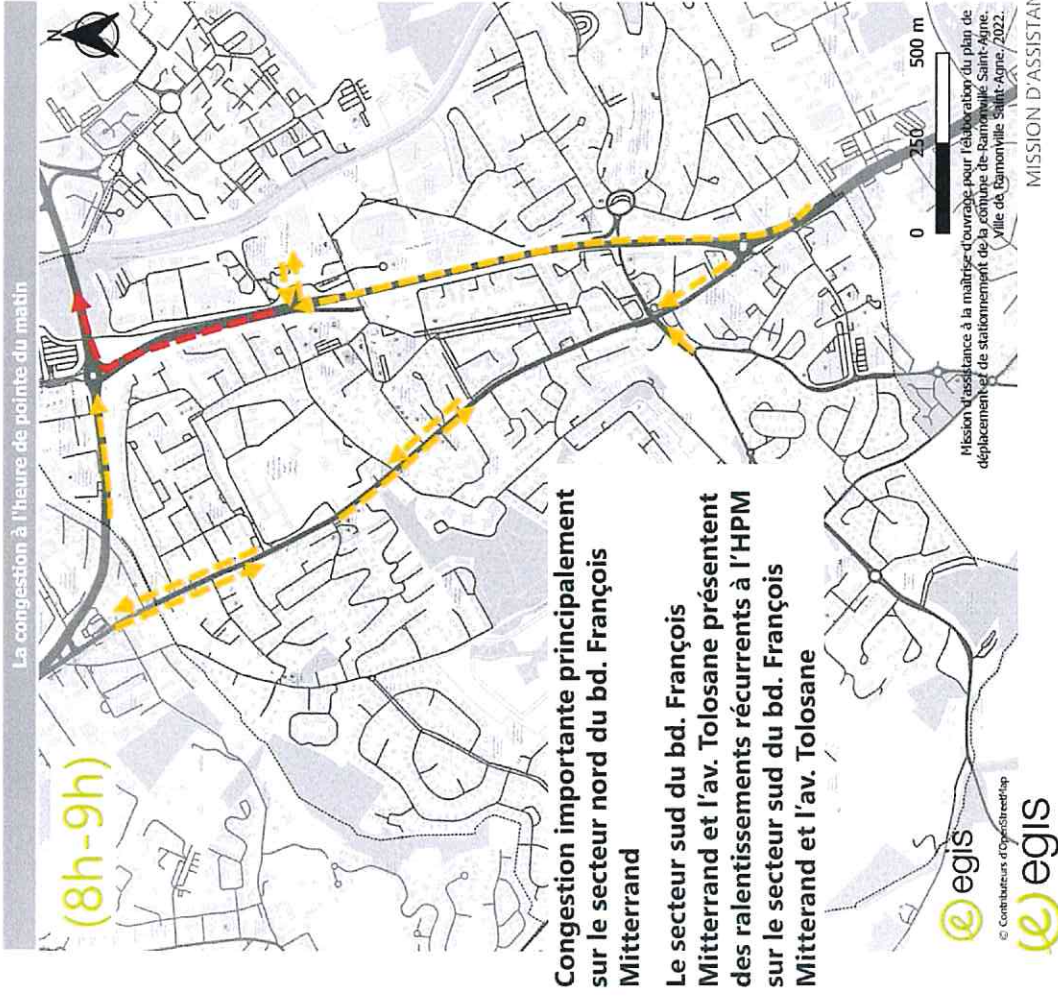 La congestion à l'heure de pointe du matin
(8h-9h)
N
Congestion importante principalement
sur le secteur nord du bd. François
Mitterrand
Le secteur sud du bd. François
Mitterrand et l'av. Tolosane présentent
des ralentissements récurrents à l'HPM
sur le secteur sud du bd. François
Mitterand et l'av. Tolosane
0 250 500 m
Mission d'assistance à la maîtrise d'ouvrage pour l'élaboration du plan de
déplacement et de stationnement de la comune de Ramonville Saint-Agne.
Ville de Ramonville Saint-Agne. 2022.
egis
© Contributeurs d'OpenStreetMap
egis
MISSION D'ASSISTAN